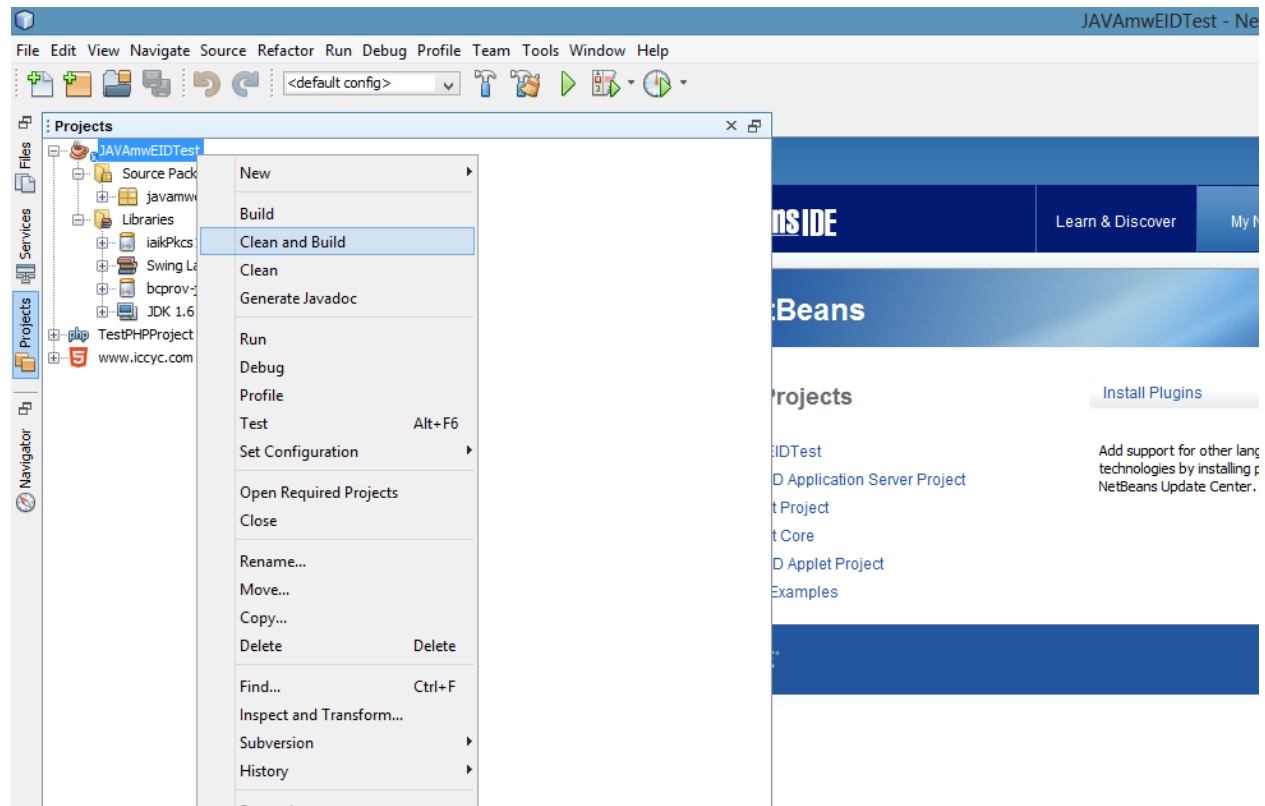 JAVAmwEIDTest - Ne
File Edit View Navigate Source Refactor Run Debug Profile Team Tools Window Help
<default config>
Projects
Files
Services
Projects
Navigator
JAVAmwEIDTest
Source Pack
javamwe
Libraries
iaikPkcs
Swing La
bcprov-j
JDK 1.6
TestPHPProject
www.iccyc.com
New
Build
Clean and Build
Clean
Generate Javadoc
Run
Debug
Profile
Test Alt+F6
Set Configuration
Open Required Projects
Close
Rename...
Move...
Copy...
Delete Delete
Find... Ctrl+F
Inspect and Transform...
Subversion
History
NSIDE
Learn & Discover
My N
tBeans
Projects
Install Plugins
EIDTest
D Application Server Project
t Project
t Core
D Applet Project
Examples
Add support for other lang
technologies by installing p
NetBeans Update Center.